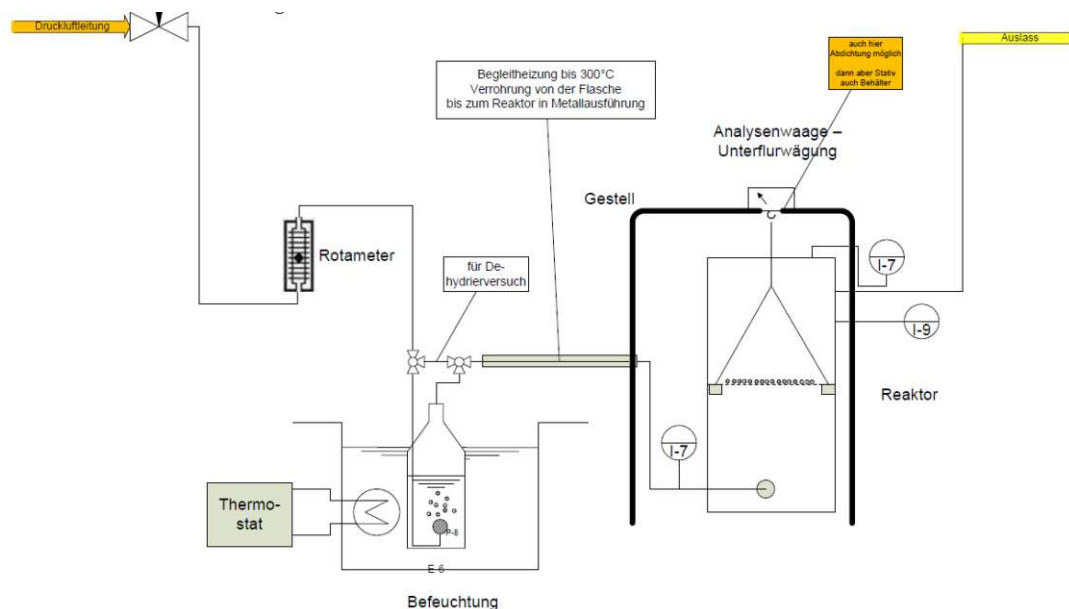 Druckluftleitung
Auslass
auch hier
Abdichtung möglich
dann aber Stativ
auch Behälter
Begleitheizung bis 300°C
Verrohrung von der Flasche
bis zum Reaktor in Metallausführung
Analysenwaage –
Unterflurwägung
Gestell
Rotameter
I-7
für De-
hydrierversuch
I-9
Reaktor
I-7
Thermo-
stat
P-8
E-6
Befeuchtung